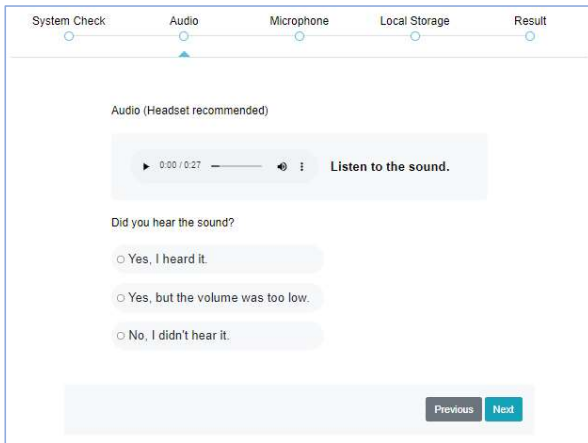 System Check Audio Microphone Local Storage Result
Audio (Headset recommended)
0:00 / 0:27 Listen to the sound.
Did you hear the sound?
Yes, I heard it.
Yes, but the volume was too low.
No, I didn't hear it.
Previous Next